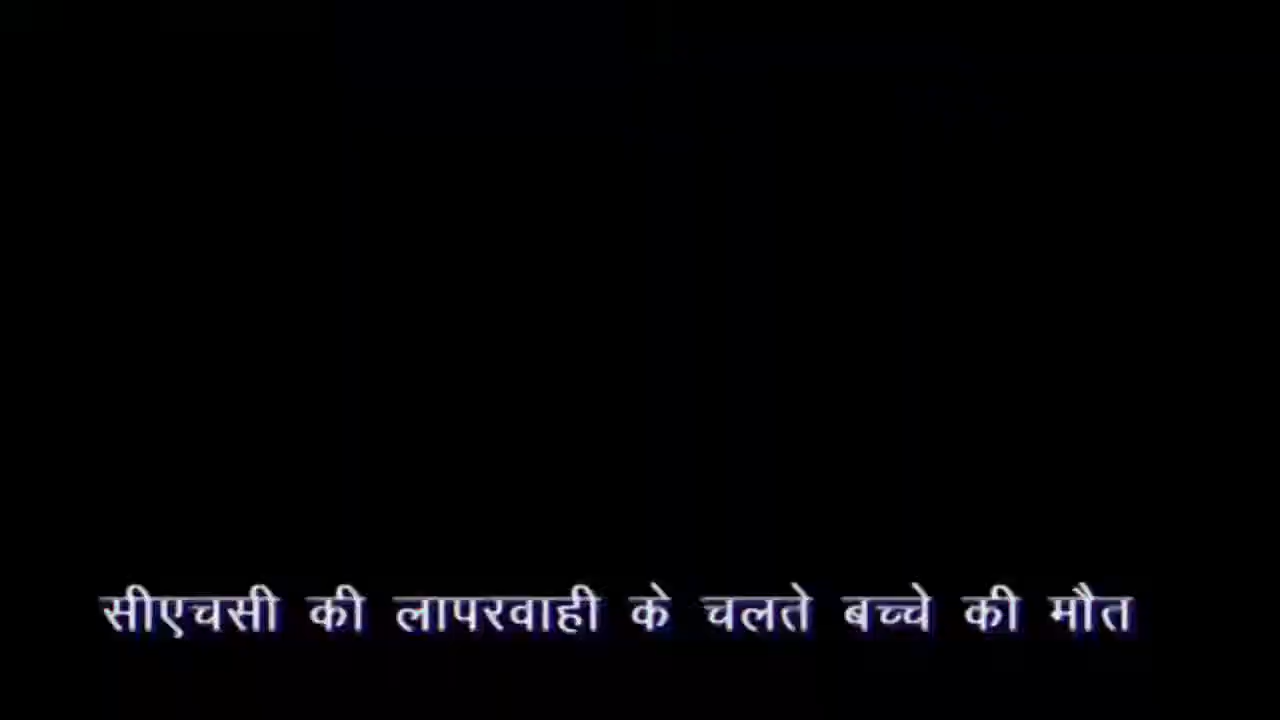 सीएचसी की लापरवाही के चलते बच्चे की मौत